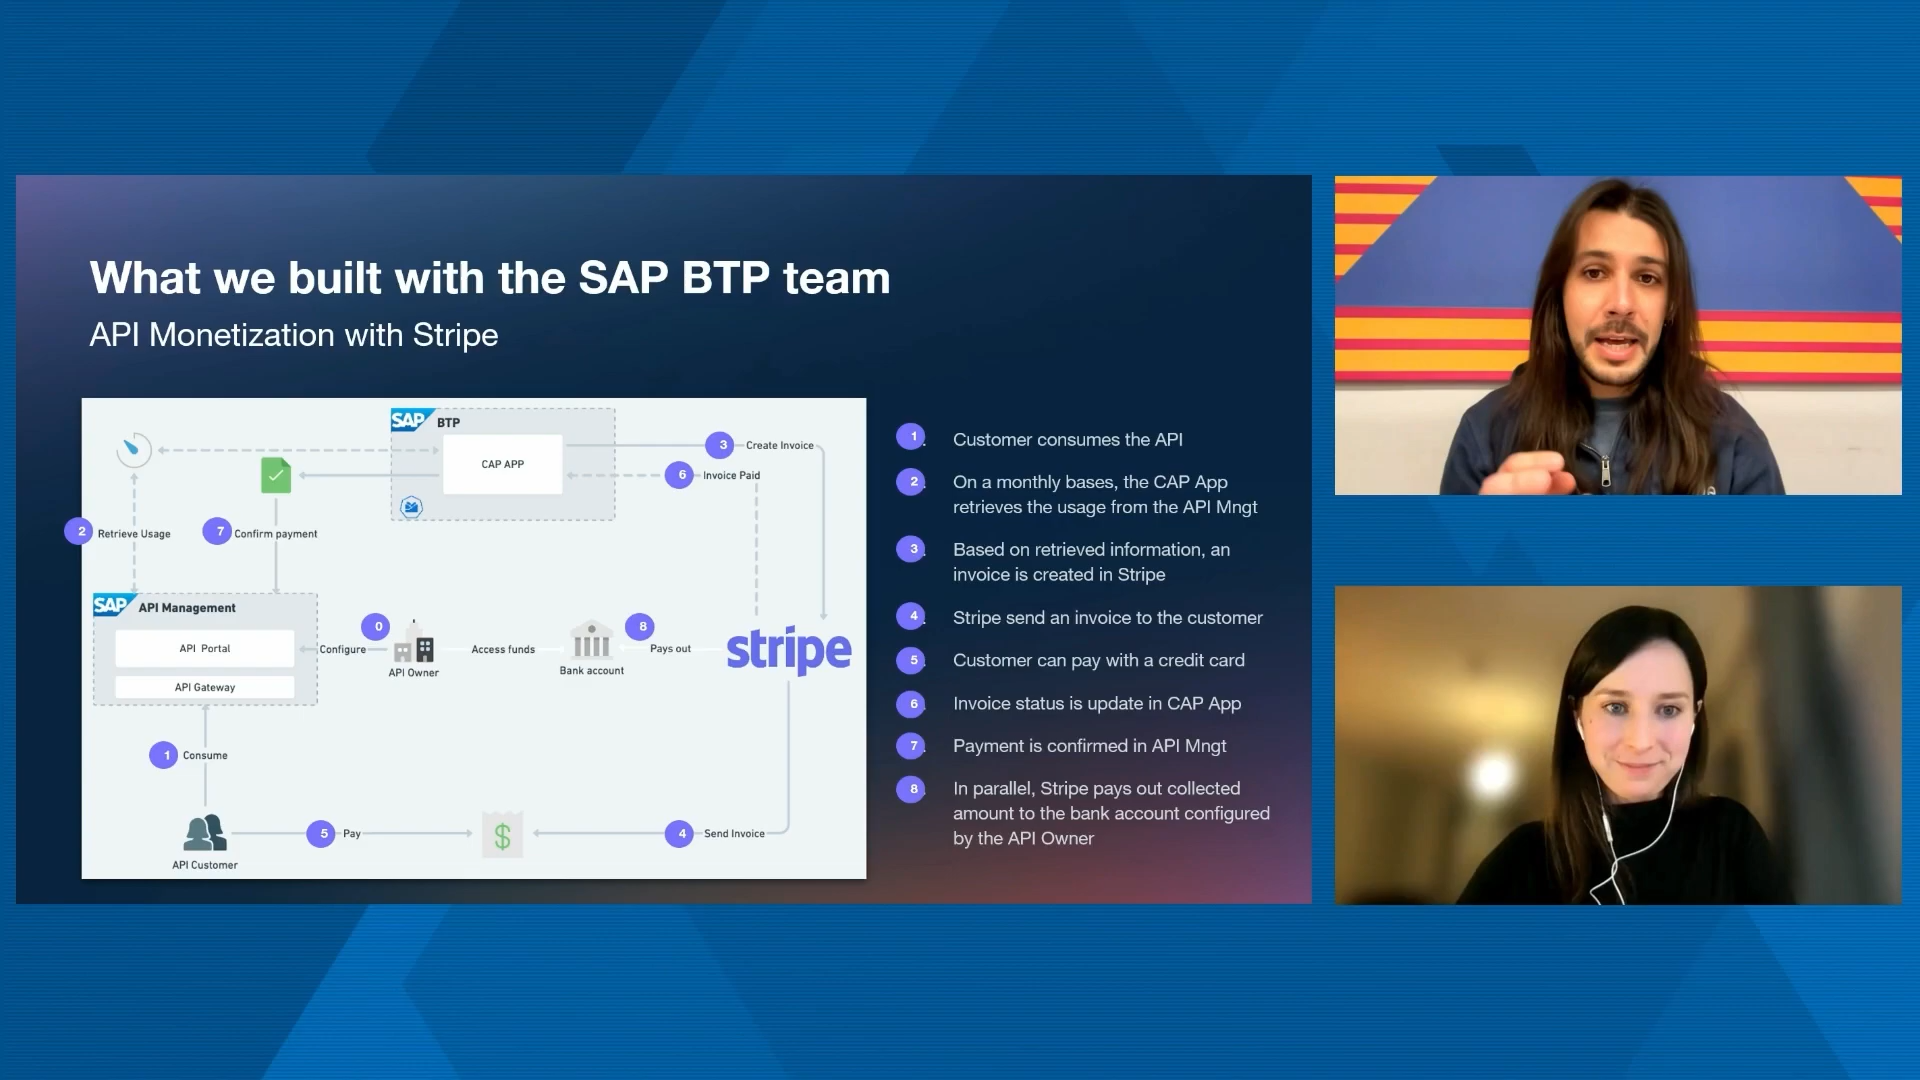 What we built with the SAP BTP team
API Monetization with Stripe
SAP BTP
CAP APP
3 Create Invoice
6 Invoice Paid
2 Retrieve Usage
7 Confirm payment
SAP API Management
API Portal
API Gateway
0
Configure
API Owner
Access funds
Bank account
8
Pays out
stripe
1 Consume
API Customer
5 Pay
$
4 Send Invoice
1 Customer consumes the API
2 On a monthly bases, the CAP App
retrieves the usage from the API Mngt
3 Based on retrieved information, an
invoice is created in Stripe
4 Stripe send an invoice to the customer
5 Customer can pay with a credit card
6 Invoice status is update in CAP App
7 Payment is confirmed in API Mngt
8 In parallel, Stripe pays out collected
amount to the bank account configured
by the API Owner